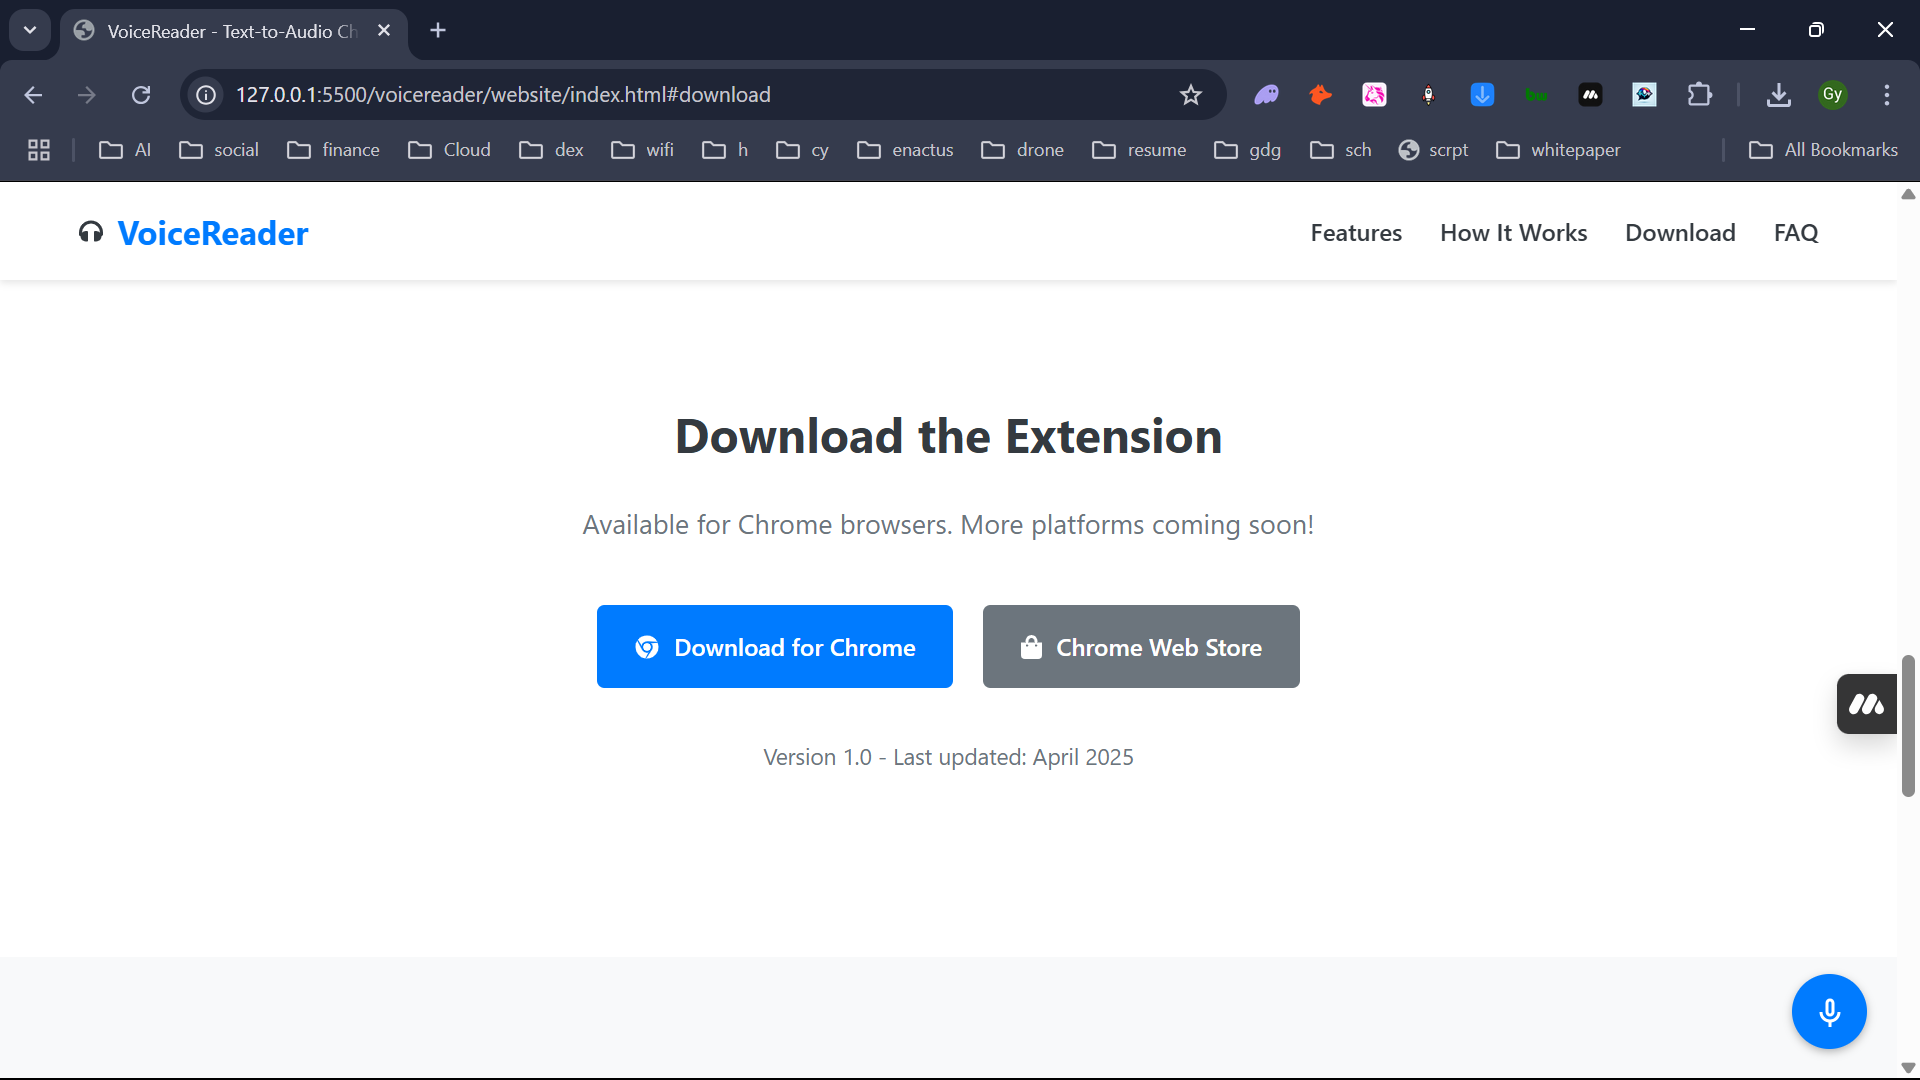 VoiceReader - Text-to-Audio Ch
127.0.0.1:5500/voicereader/website/index.html#download
bw
Gy
AI social finance Cloud dex wifi h cy enactus drone resume gdg sch scrpt whitepaper All Bookmarks
VoiceReader Features How It Works Download FAQ
Download the Extension
Available for Chrome browsers. More platforms coming soon!
Download for Chrome Chrome Web Store
Version 1.0 - Last updated: April 2025